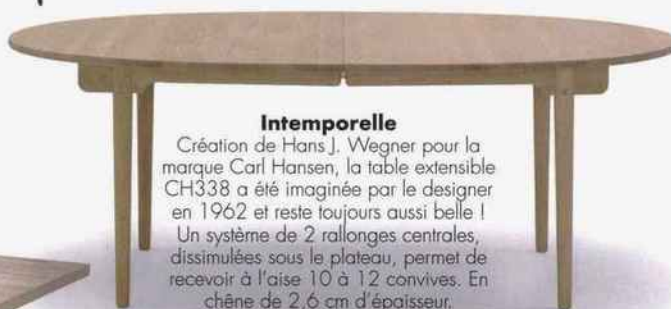 Intemporelle
Création de Hans J. Wegner pour la
marque Carl Hansen, la table extensible
CH338 a été imaginée par le designer
en 1962 et reste toujours aussi belle !
Un système de 2 rallonges centrales,
dissimulées sous le plateau, permet de
recevoir à l'aise 10 à 12 convives. En
chêne de 2,6 cm d'épaisseur.